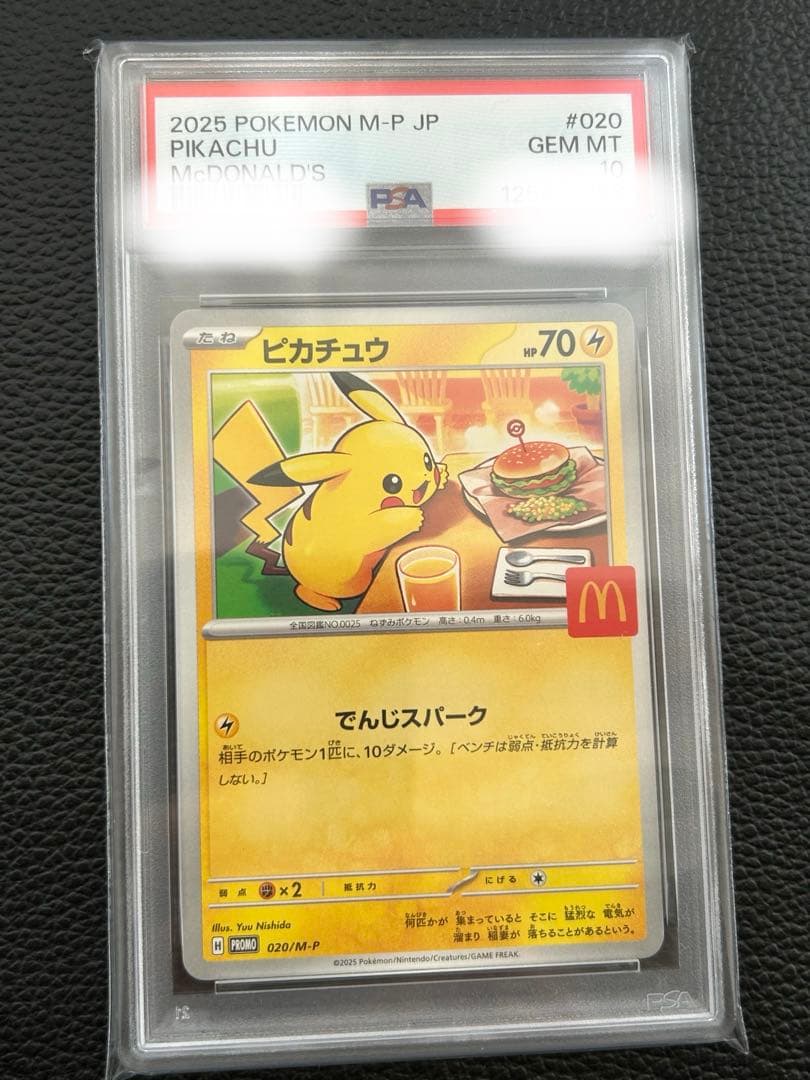 2025 POKEMON M-P JP #020
PIKACHU GEM MT
McDONALD'S 10
PSA
たね ピカチュウ HP70
全国図鑑NO.0025 ねずみポケモン 高さ:0.4m 重さ:6.0kg
M
でんじスパーク
相手のポケモン1匹に、10ダメージ。[ベンチは弱点・抵抗力を計算
しない。]
弱点 ×2 抵抗力 にげる
Illus. Yuu Nishida
何匹かが 集まっていると そこに 猛烈な 電気が
溜まり 稲妻が 落ちることがあるという。
H PROMO 020/M-P
©2025 Pokémon/Nintendo/Creatures/GAME FREAK.
PSA